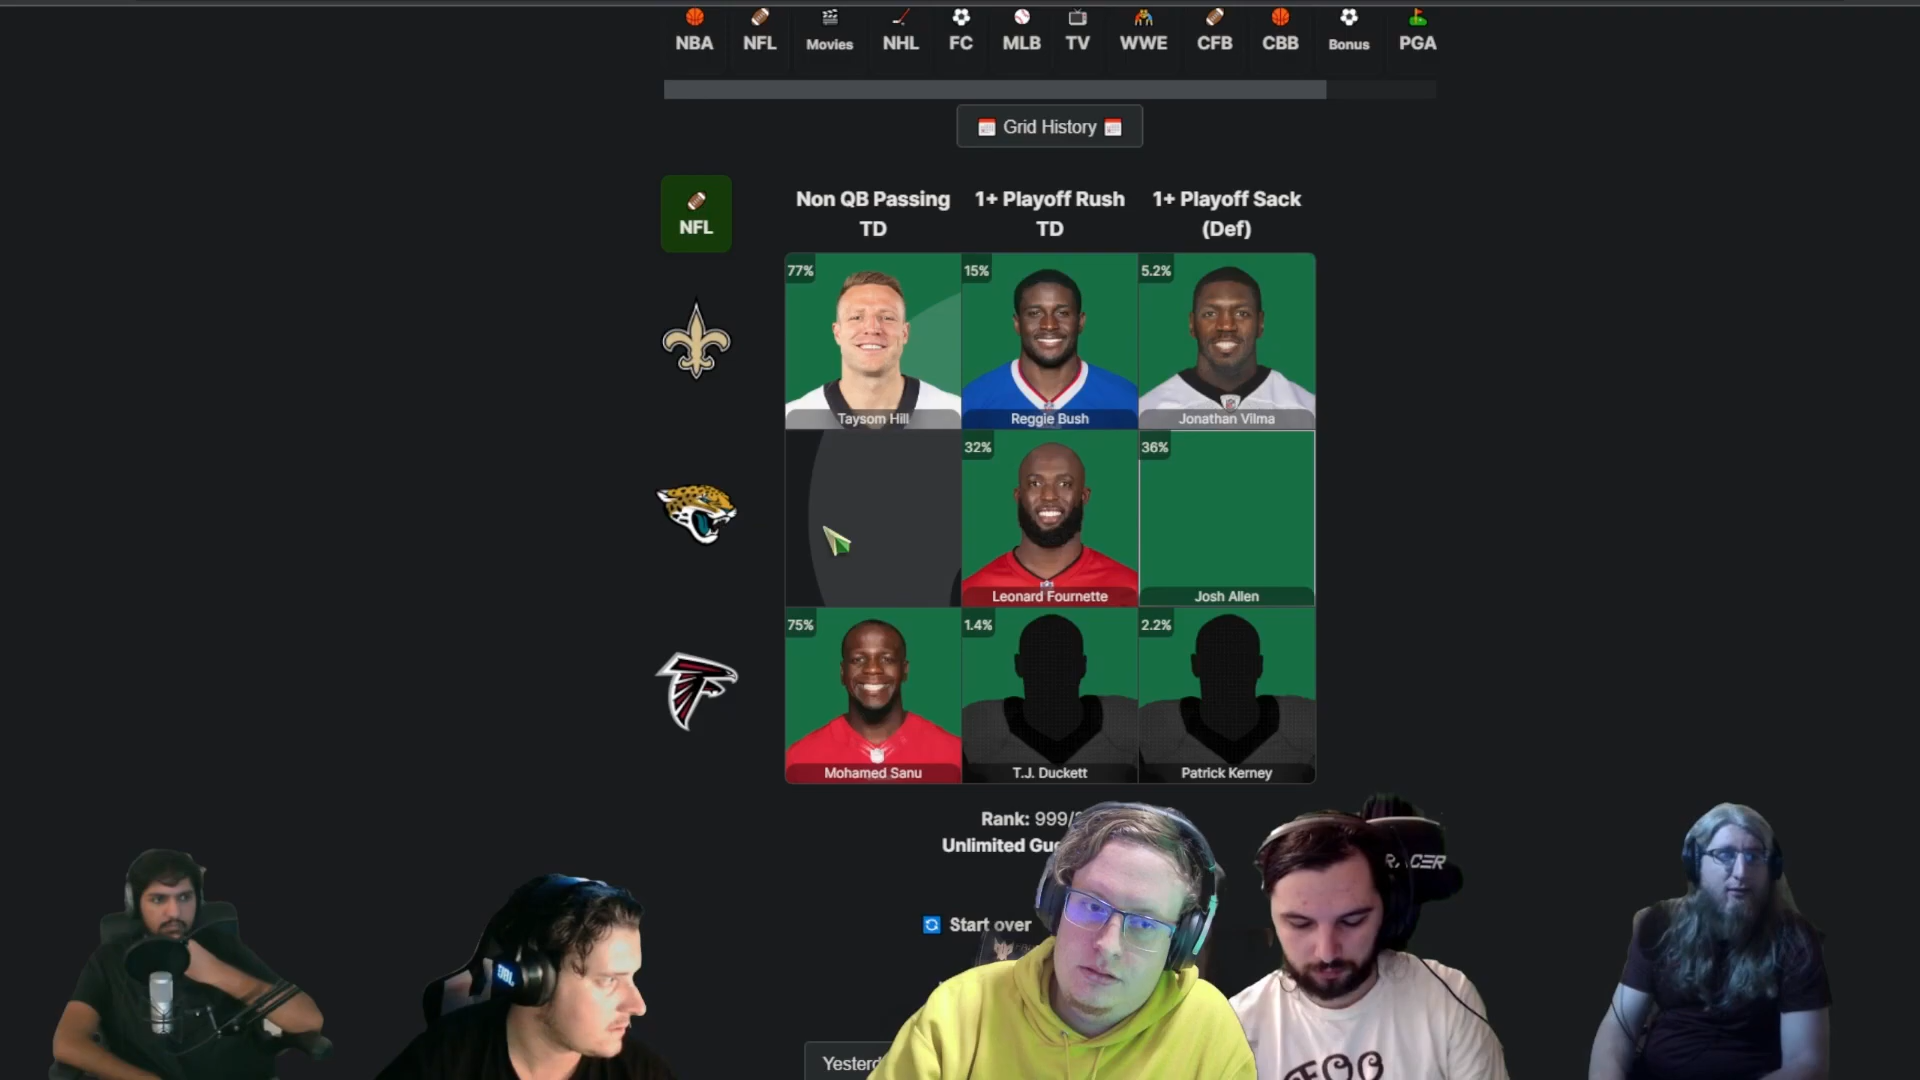 NBA NFL Movies NHL FC MLB TV WWE CFB CBB Bonus PGA
Grid History
NFL
Non QB Passing TD
1+ Playoff Rush TD
1+ Playoff Sack (Def)
77%
Taysom Hill
15%
Reggie Bush
5.2%
Jonathan Vilma
32%
Leonard Fournette
36%
Josh Allen
75%
Mohamed Sanu
1.4%
T.J. Duckett
2.2%
Patrick Kerney
Rank: 999/
Unlimited
Start over
JBL